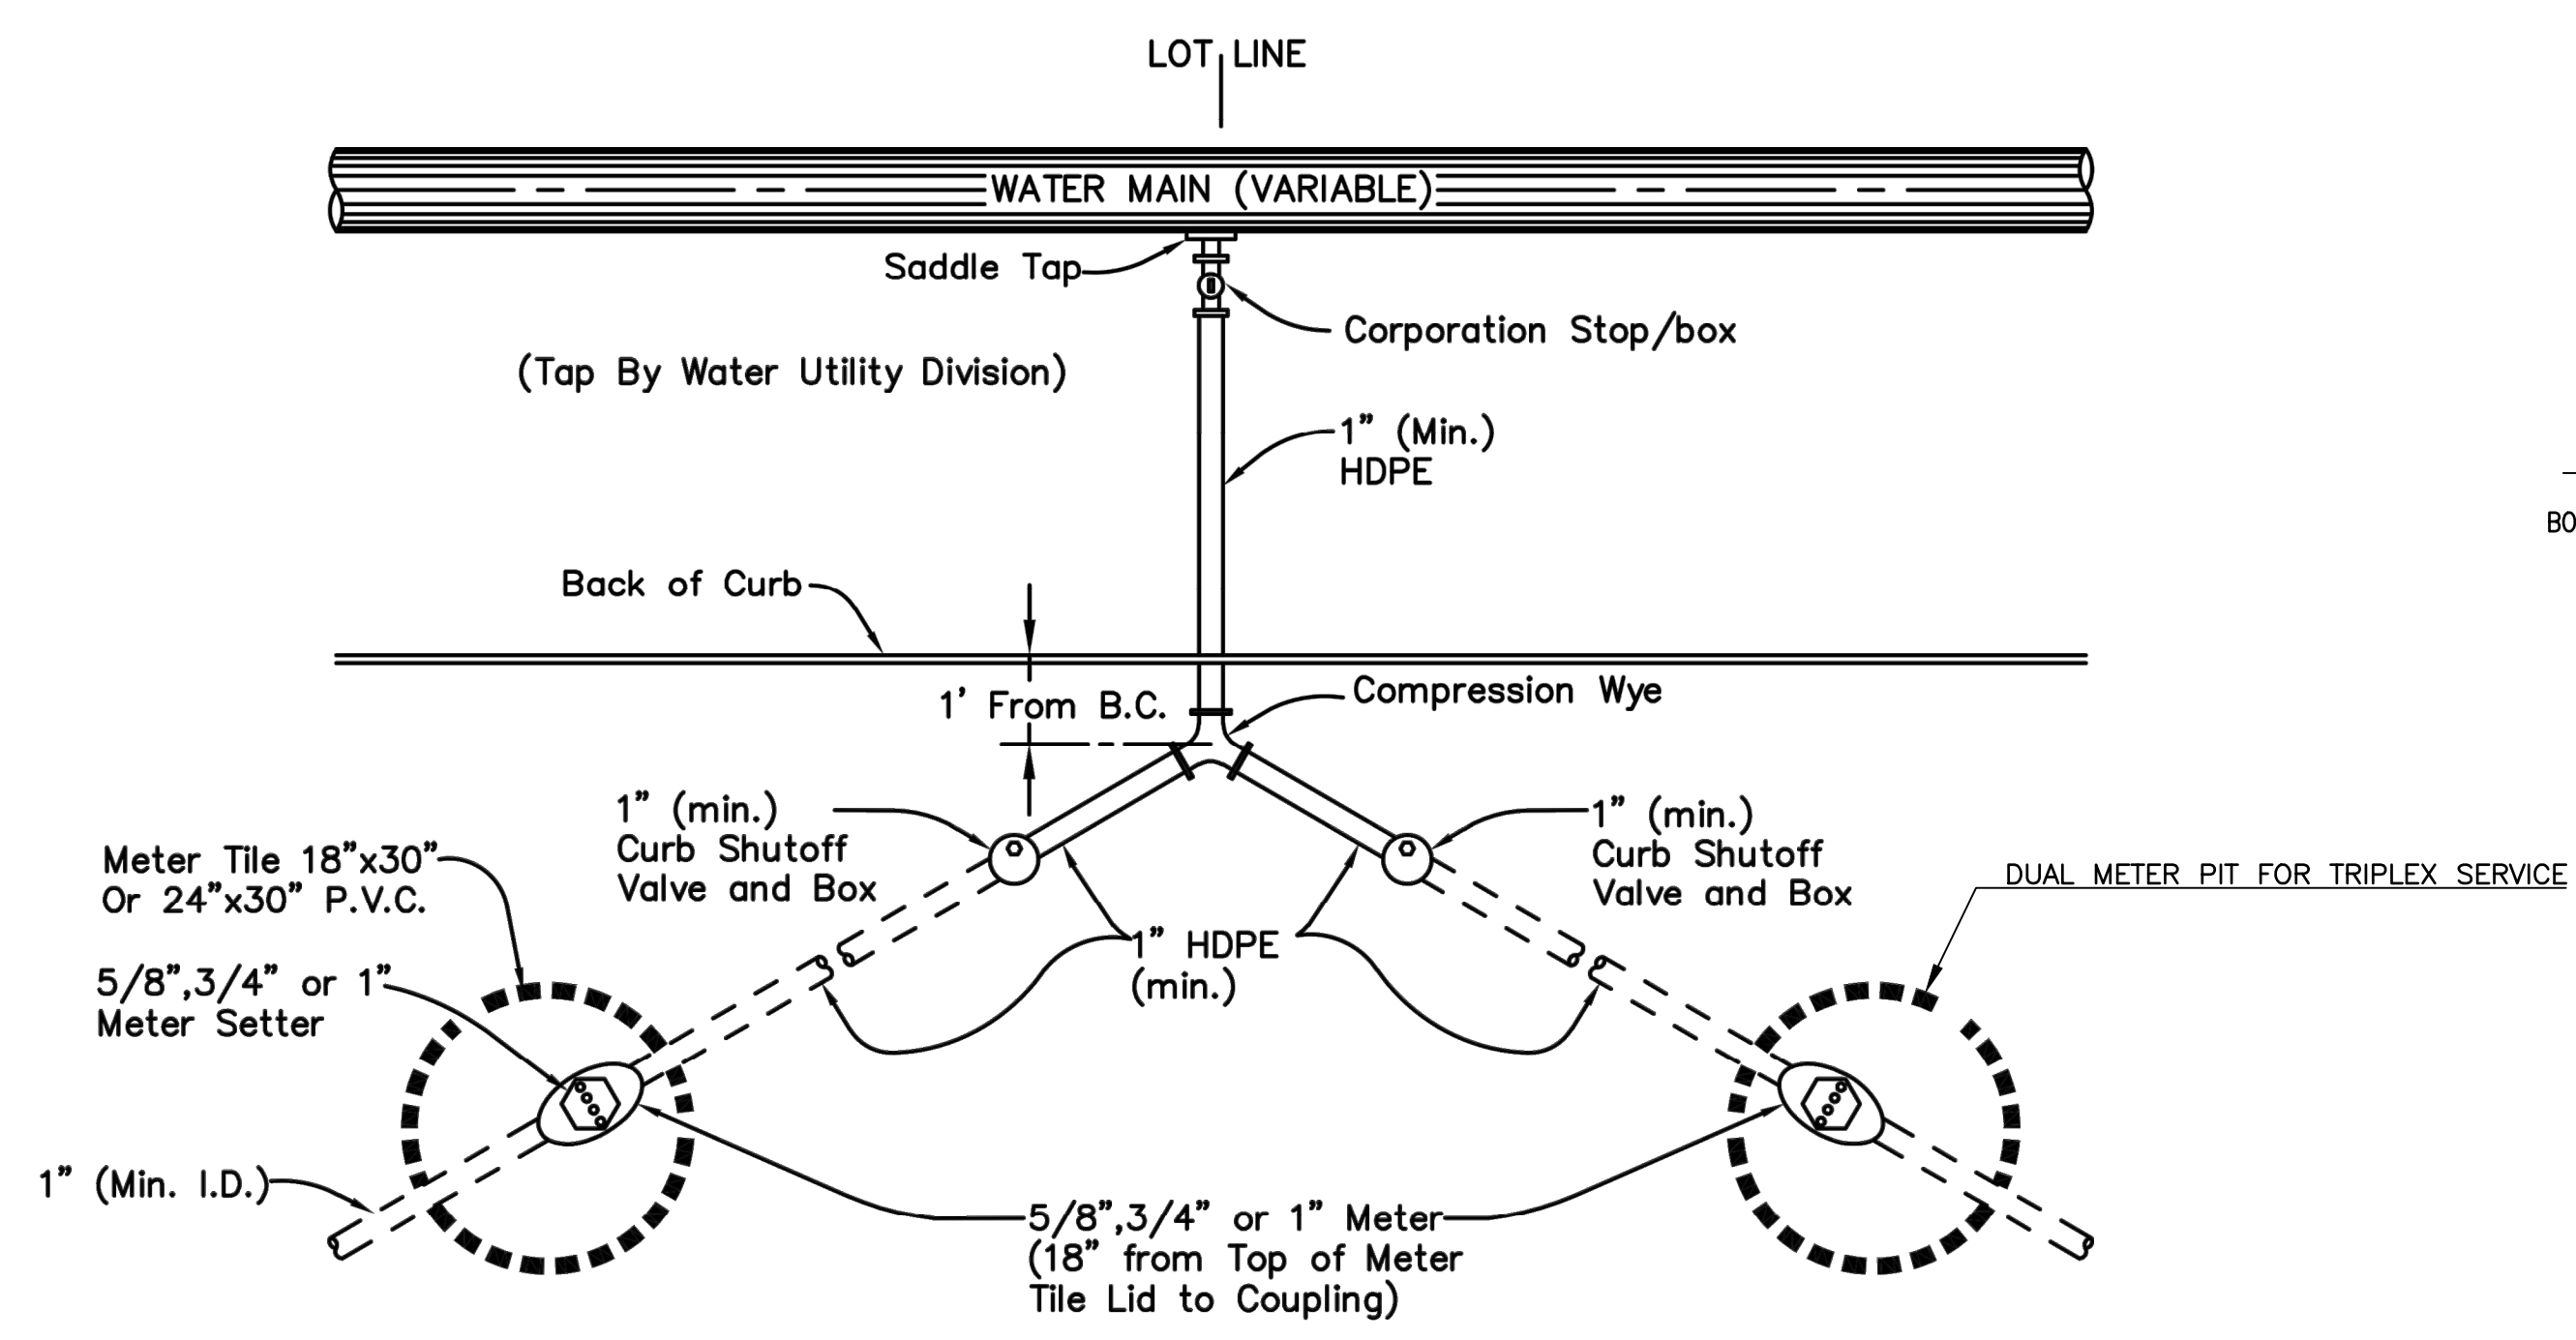 LOT LINE
WATER MAIN (VARIABLE)
Saddle Tap
Corporation Stop/box
(Tap By Water Utility Division)
1” (Min.)
HDPE
Back of Curb
1’ From B.C.
Compression Wye
1” (min.)
Curb Shutoff
Valve and Box
1” (min.)
Curb Shutoff
Valve and Box
Meter Tile 18”x30”
Or 24”x30” P.V.C.
DUAL METER PIT FOR TRIPLEX SERVICE
1” HDPE
(min.)
5/8”,3/4” or 1”
Meter Setter
1” (Min. I.D.)
5/8”,3/4” or 1” Meter
(18” from Top of Meter
Tile Lid to Coupling)